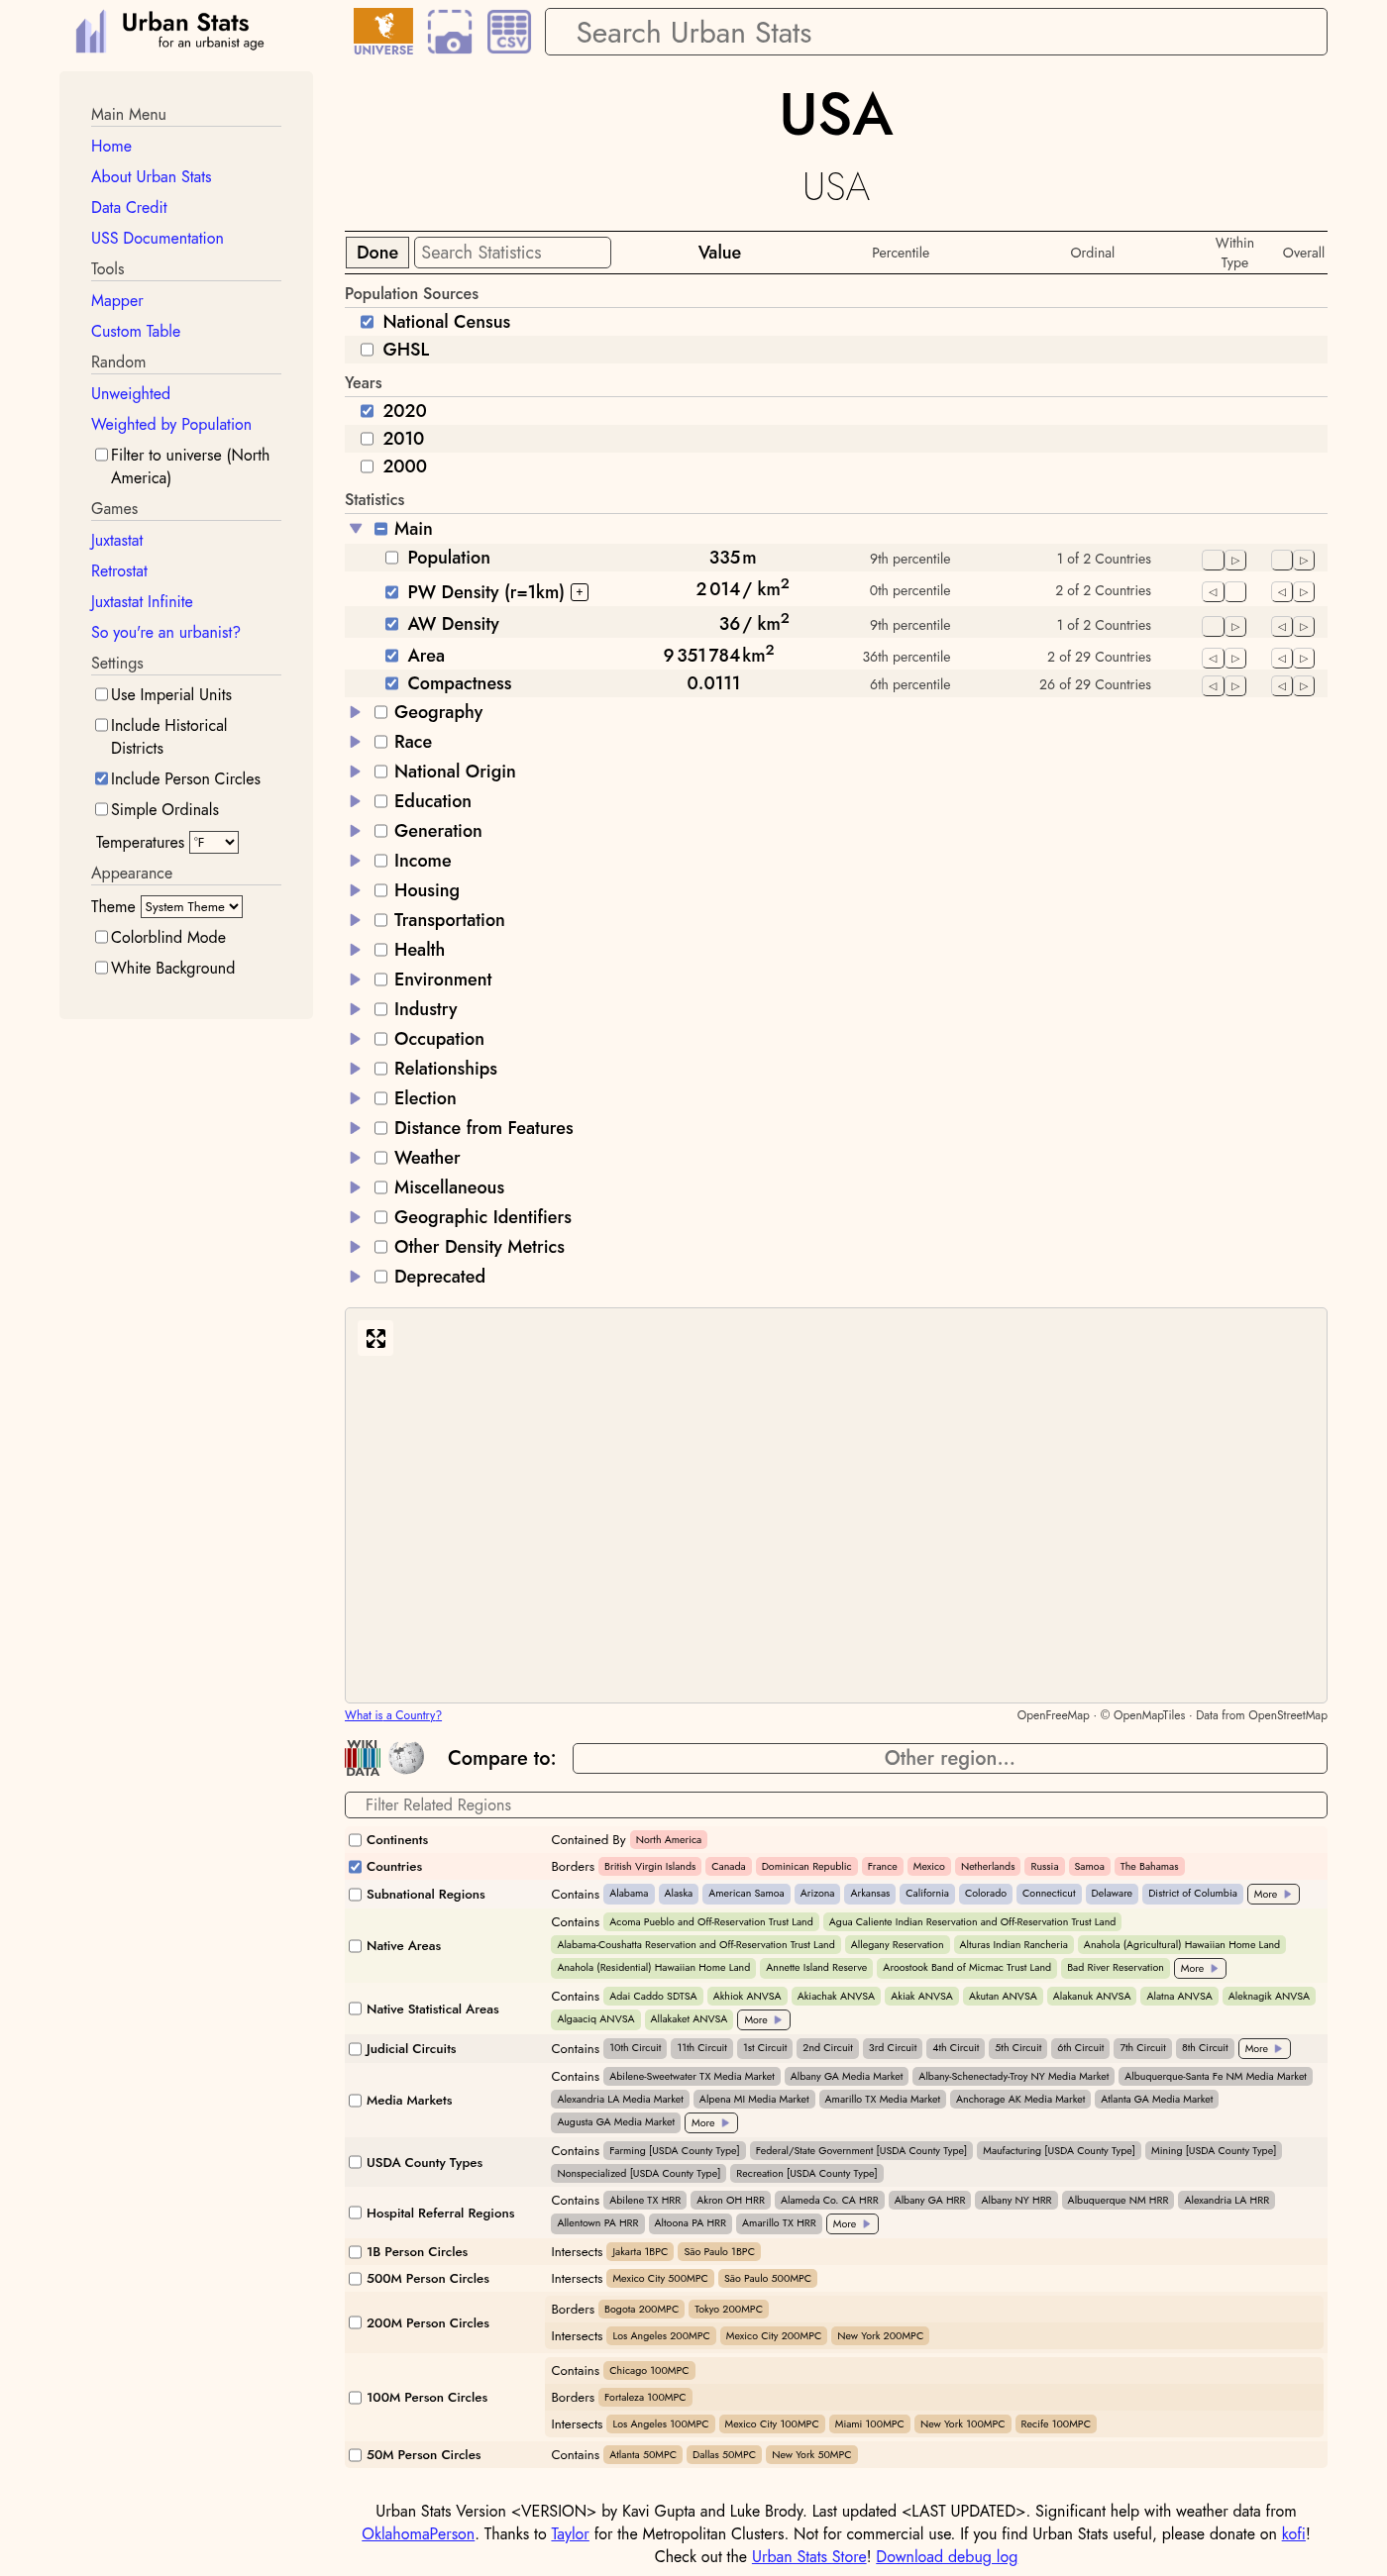 Urban Stats
for an urbanist age
UNIVERSE
CSV
Search Urban Stats
Main Menu
Home
About Urban Stats
Data Credit
USS Documentation
Tools
Mapper
Custom Table
Random
Unweighted
Weighted by Population
Filter to universe (North
America)
Games
Juxtastat
Retrostat
Juxtastat Infinite
So you're an urbanist?
Settings
Use Imperial Units
Include Historical
Districts
Include Person Circles
Simple Ordinals
Temperatures °F
Appearance
Theme System Theme
Colorblind Mode
White Background
USA
USA
Done Search Statistics Value Percentile Ordinal Within Type Overall
Population Sources
National Census
GHSL
Years
2020
2010
2000
Statistics
Main
Population 335m 9th percentile 1 of 2 Countries
PW Density (r=1km) + 2 014 / km² 0th percentile 2 of 2 Countries
AW Density 36 / km² 9th percentile 1 of 2 Countries
Area 9 351 784 km² 36th percentile 2 of 29 Countries
Compactness 0.0111 6th percentile 26 of 29 Countries
Geography
Race
National Origin
Education
Generation
Income
Housing
Transportation
Health
Environment
Industry
Occupation
Relationships
Election
Distance from Features
Weather
Miscellaneous
Geographic Identifiers
Other Density Metrics
Deprecated
What is a Country? OpenFreeMap · © OpenMapTiles · Data from OpenStreetMap
WIKI
DATA
Compare to: Other region...
Filter Related Regions
Continents Contained By North America
Countries Borders British Virgin Islands Canada Dominican Republic France Mexico Netherlands Russia Samoa The Bahamas
Subnational Regions Contains Alabama Alaska American Samoa Arizona Arkansas California Colorado Connecticut Delaware District of Columbia More
Native Areas Contains Acoma Pueblo and Off-Reservation Trust Land Agua Caliente Indian Reservation and Off-Reservation Trust Land
Alabama-Coushatta Reservation and Off-Reservation Trust Land Allegany Reservation Alturas Indian Rancheria Anahola (Agricultural) Hawaiian Home Land
Anahola (Residential) Hawaiian Home Land Annette Island Reserve Aroostook Band of Micmac Trust Land Bad River Reservation More
Native Statistical Areas Contains Adai Caddo SDTSA Akhiok ANVSA Akiachak ANVSA Akiak ANVSA Akutan ANVSA Alakanuk ANVSA Alatna ANVSA Aleknagik ANVSA
Algaaciq ANVSA Allakaket ANVSA More
Judicial Circuits Contains 10th Circuit 11th Circuit 1st Circuit 2nd Circuit 3rd Circuit 4th Circuit 5th Circuit 6th Circuit 7th Circuit 8th Circuit More
Media Markets Contains Abilene-Sweetwater TX Media Market Albany GA Media Market Albany-Schenectady-Troy NY Media Market Albuquerque-Santa Fe NM Media Market
Alexandria LA Media Market Alpena MI Media Market Amarillo TX Media Market Anchorage AK Media Market Atlanta GA Media Market
Augusta GA Media Market More
USDA County Types Contains Farming [USDA County Type] Federal/State Government [USDA County Type] Maufacturing [USDA County Type] Mining [USDA County Type]
Nonspecialized [USDA County Type] Recreation [USDA County Type]
Hospital Referral Regions Contains Abilene TX HRR Akron OH HRR Alameda Co. CA HRR Albany GA HRR Albany NY HRR Albuquerque NM HRR Alexandria LA HRR
Allentown PA HRR Altoona PA HRR Amarillo TX HRR More
1B Person Circles Intersects Jakarta 1BPC São Paulo 1BPC
500M Person Circles Intersects Mexico City 500MPC São Paulo 500MPC
200M Person Circles Borders Bogota 200MPC Tokyo 200MPC
Intersects Los Angeles 200MPC Mexico City 200MPC New York 200MPC
100M Person Circles Contains Chicago 100MPC
Borders Fortaleza 100MPC
Intersects Los Angeles 100MPC Mexico City 100MPC Miami 100MPC New York 100MPC Recife 100MPC
50M Person Circles Contains Atlanta 50MPC Dallas 50MPC New York 50MPC
Urban Stats Version <VERSION> by Kavi Gupta and Luke Brody. Last updated <LAST UPDATED>. Significant help with weather data from
OklahomaPerson. Thanks to Taylor for the Metropolitan Clusters. Not for commercial use. If you find Urban Stats useful, please donate on kofi!
Check out the Urban Stats Store! Download debug log